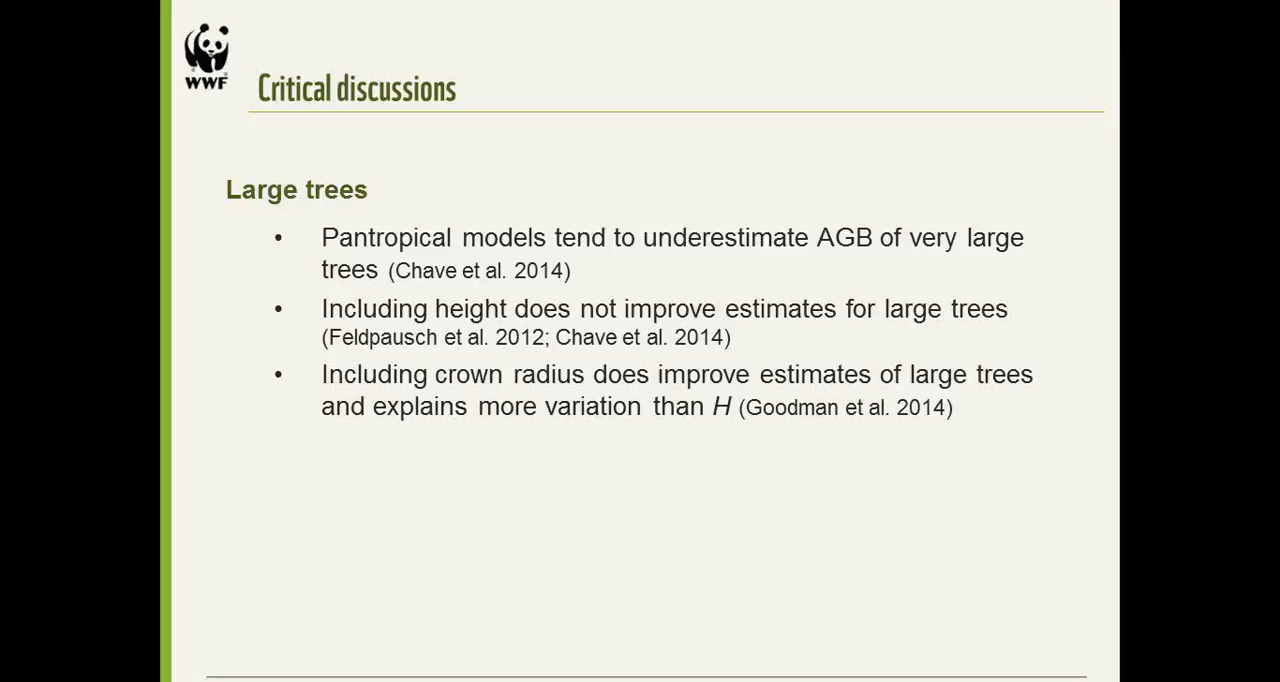 WWF
Critical discussions
Large trees
• Pantropical models tend to underestimate AGB of very large
trees (Chave et al. 2014)
• Including height does not improve estimates for large trees
(Feldpausch et al. 2012; Chave et al. 2014)
• Including crown radius does improve estimates of large trees
and explains more variation than H (Goodman et al. 2014)